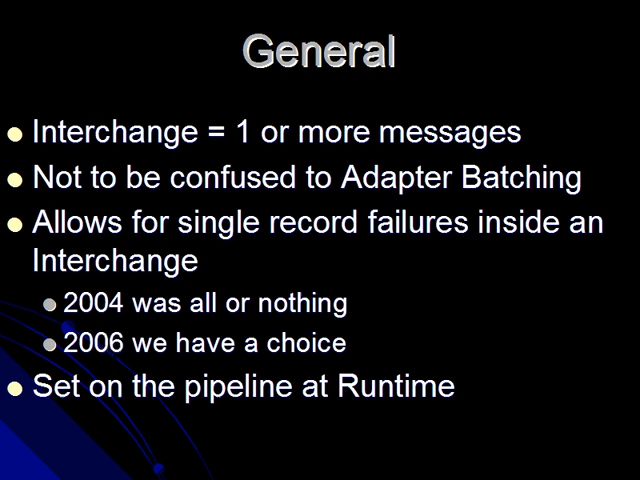 General
Interchange = 1 or more messages
Not to be confused to Adapter Batching
Allows for single record failures inside an
Interchange
2004 was all or nothing
2006 we have a choice
Set on the pipeline at Runtime